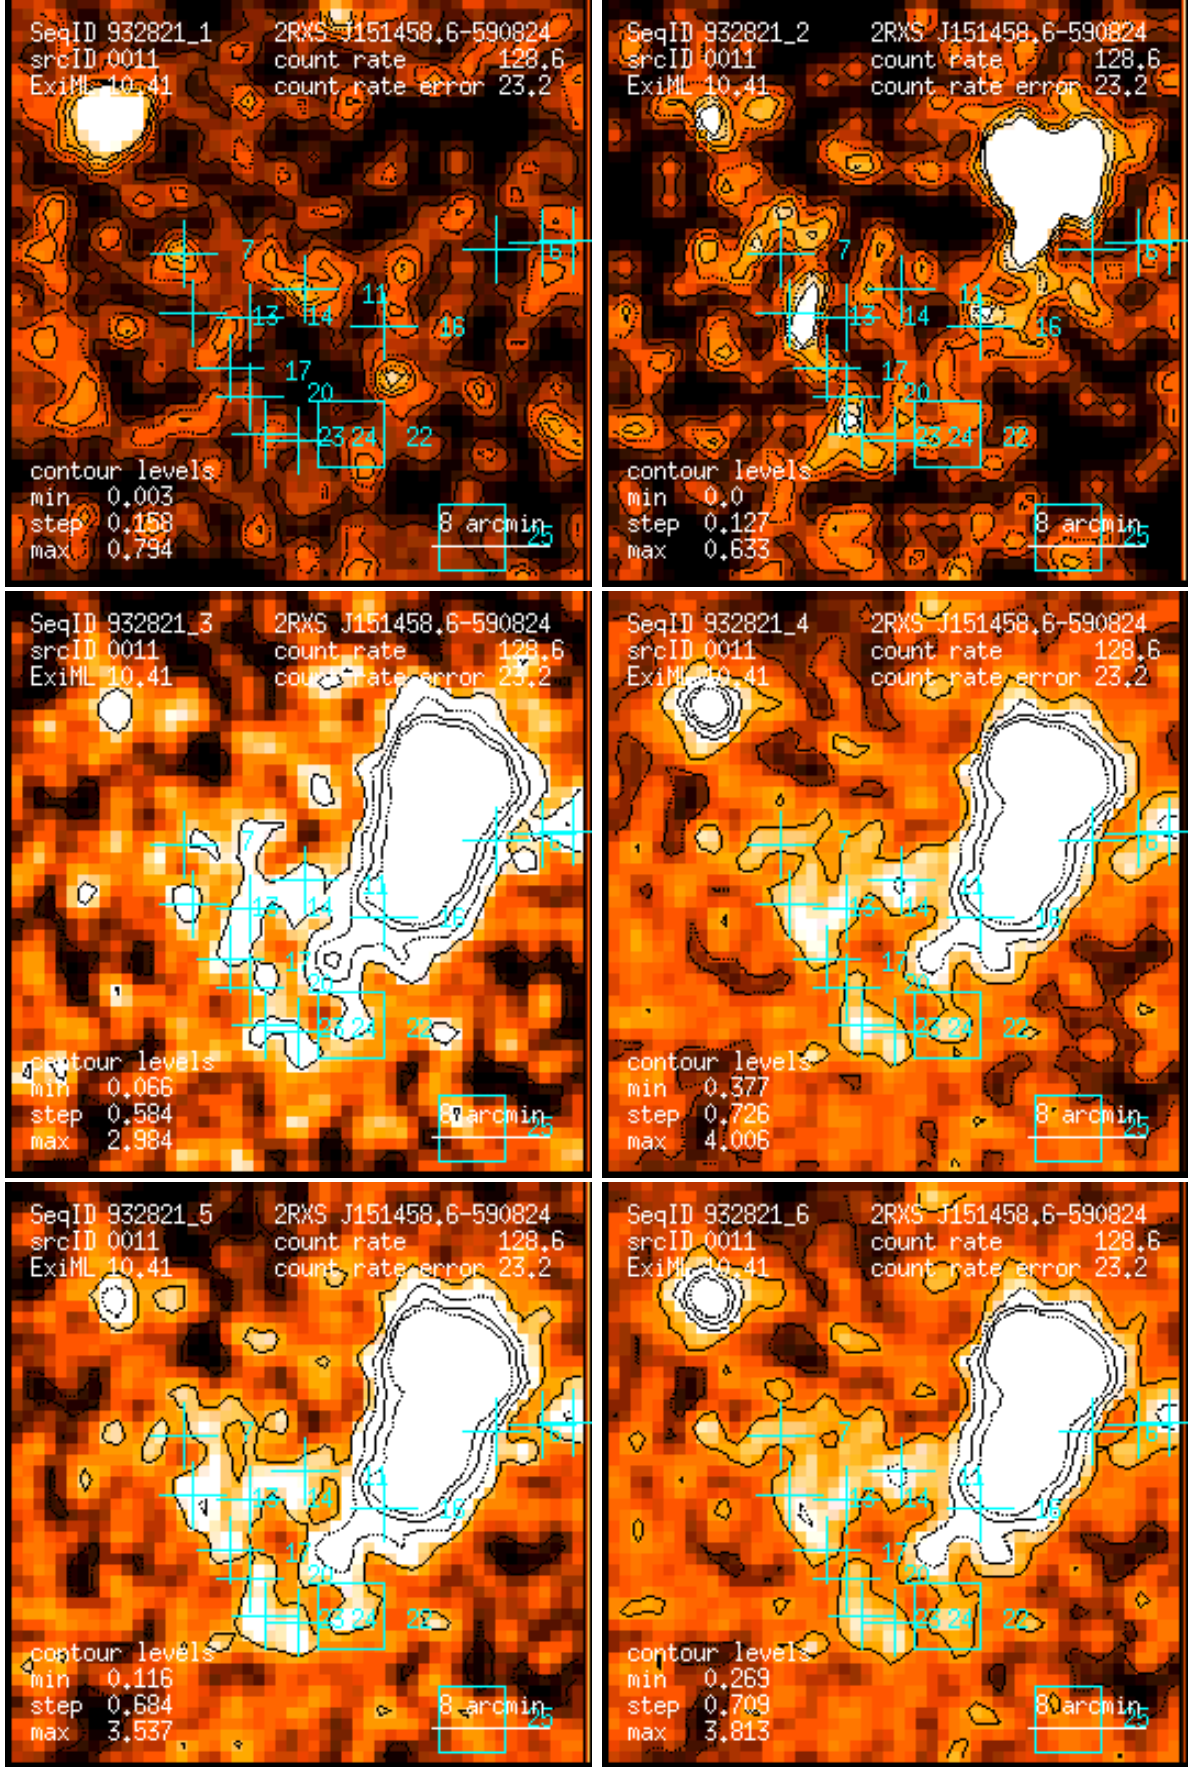 SeqID 932821_1 2RXS J151458.6-590824
srcID 0011 count rate 128.6
ExiML 10.41 count rate error 23.2
7 6
13 14 11 16
17
20
23 24 22
contour levels
min 0.003
step 0.158
max 0.794
8 arcmin
25
SeqID 932821_2 2RXS J151458.6-590824
srcID 0011 count rate 128.6
ExiML 10.41 count rate error 23.2
7 6
13 14 11 16
17
20
23 24 22
contour levels
min 0.0
step 0.127
max 0.633
8 arcmin
25
SeqID 932821_3 2RXS J151458.6-590824
srcID 0011 count rate 128.6
ExiML 10.41 count rate error 23.2
7 6
13 14 11 16
17
20
23 24 22
contour levels
min 0.066
step 0.584
max 2.984
8 arcmin
25
SeqID 932821_4 2RXS J151458.6-590824
srcID 0011 count rate 128.6
ExiML 10.41 count rate error 23.2
7 6
13 14 11 16
17
20
23 24 22
contour levels
min 0.377
step 0.726
max 4.006
8 arcmin
25
SeqID 932821_5 2RXS J151458.6-590824
srcID 0011 count rate 128.6
ExiML 10.41 count rate error 23.2
7 6
13 14 11 16
17
20
23 24 22
contour levels
min 0.116
step 0.684
max 3.537
8 arcmin
25
SeqID 932821_6 2RXS J151458.6-590824
srcID 0011 count rate 128.6
ExiML 10.41 count rate error 23.2
7 6
13 14 11 16
17
20
23 24 22
contour levels
min 0.269
step 0.709
max 3.813
8 arcmin
25